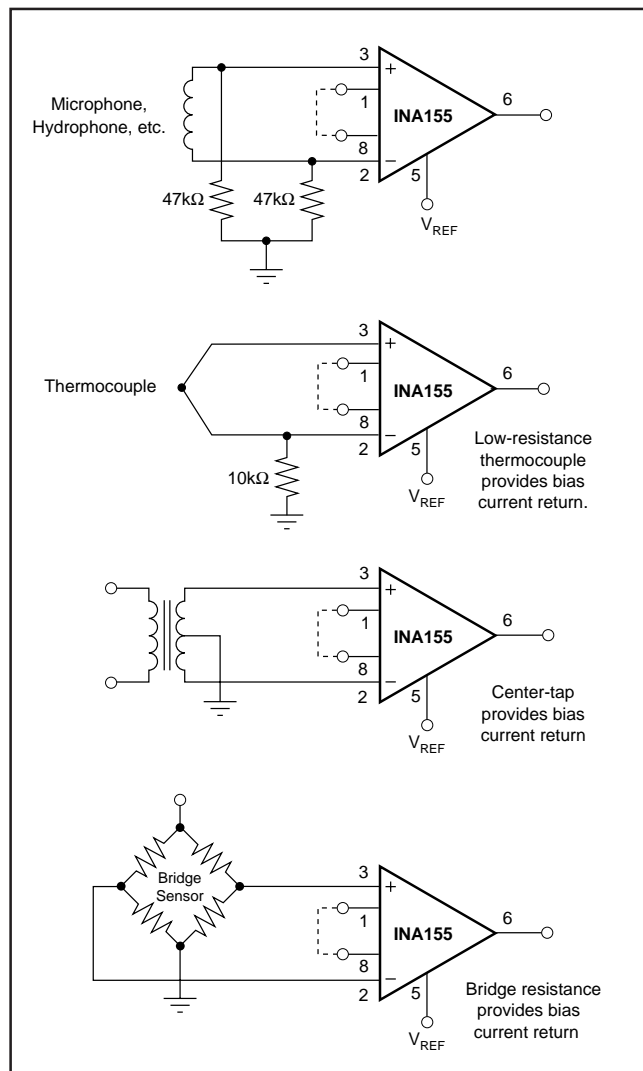 3
+
Microphone,
Hydrophone, etc.
1
INA155
6
8
−
2
5
47kΩ
47kΩ
V_REF
3
+
Thermocouple
1
INA155
6
8
−
2
5
10kΩ
V_REF
Low-resistance
thermocouple
provides bias
current return.
3
+
1
INA155
6
8
−
2
5
V_REF
Center-tap
provides bias
current return
Bridge
Sensor
3
+
1
INA155
6
8
−
2
5
V_REF
Bridge resistance
provides bias
current return